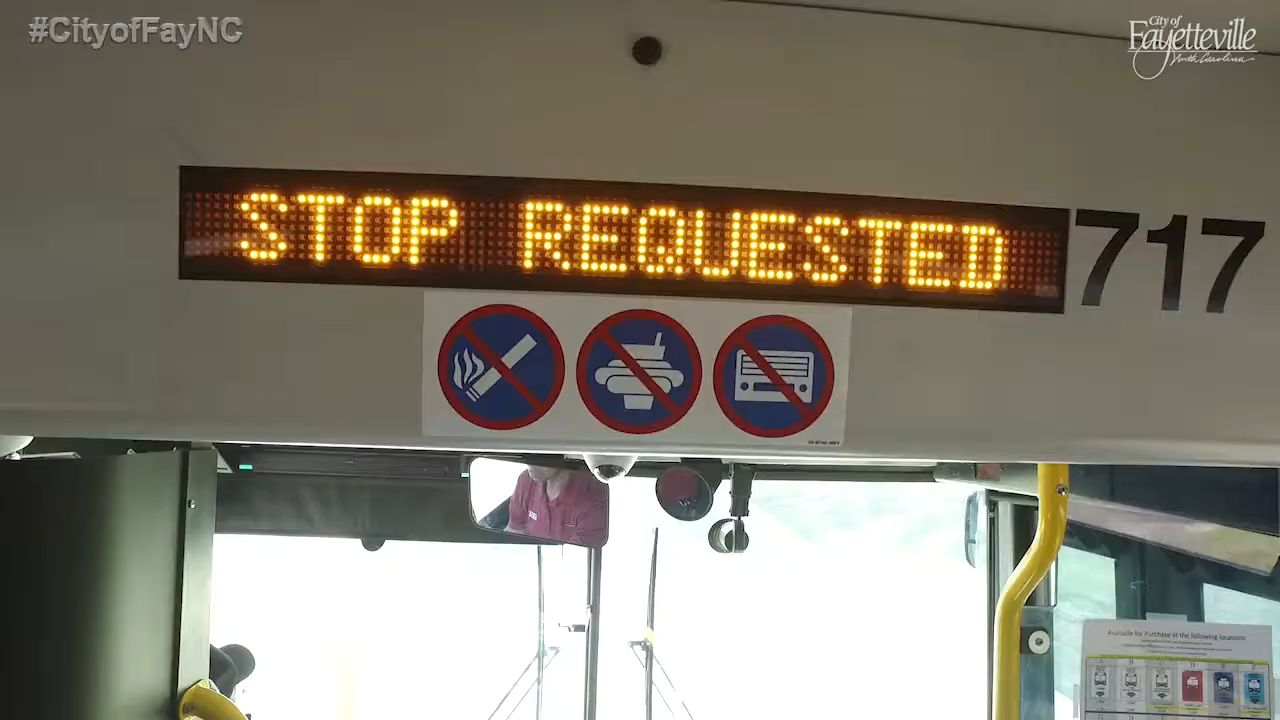 #CityofFayNC
City of
Fayetteville
North Carolina
STOP REQUESTED
717
Available for Purchase at the following locations